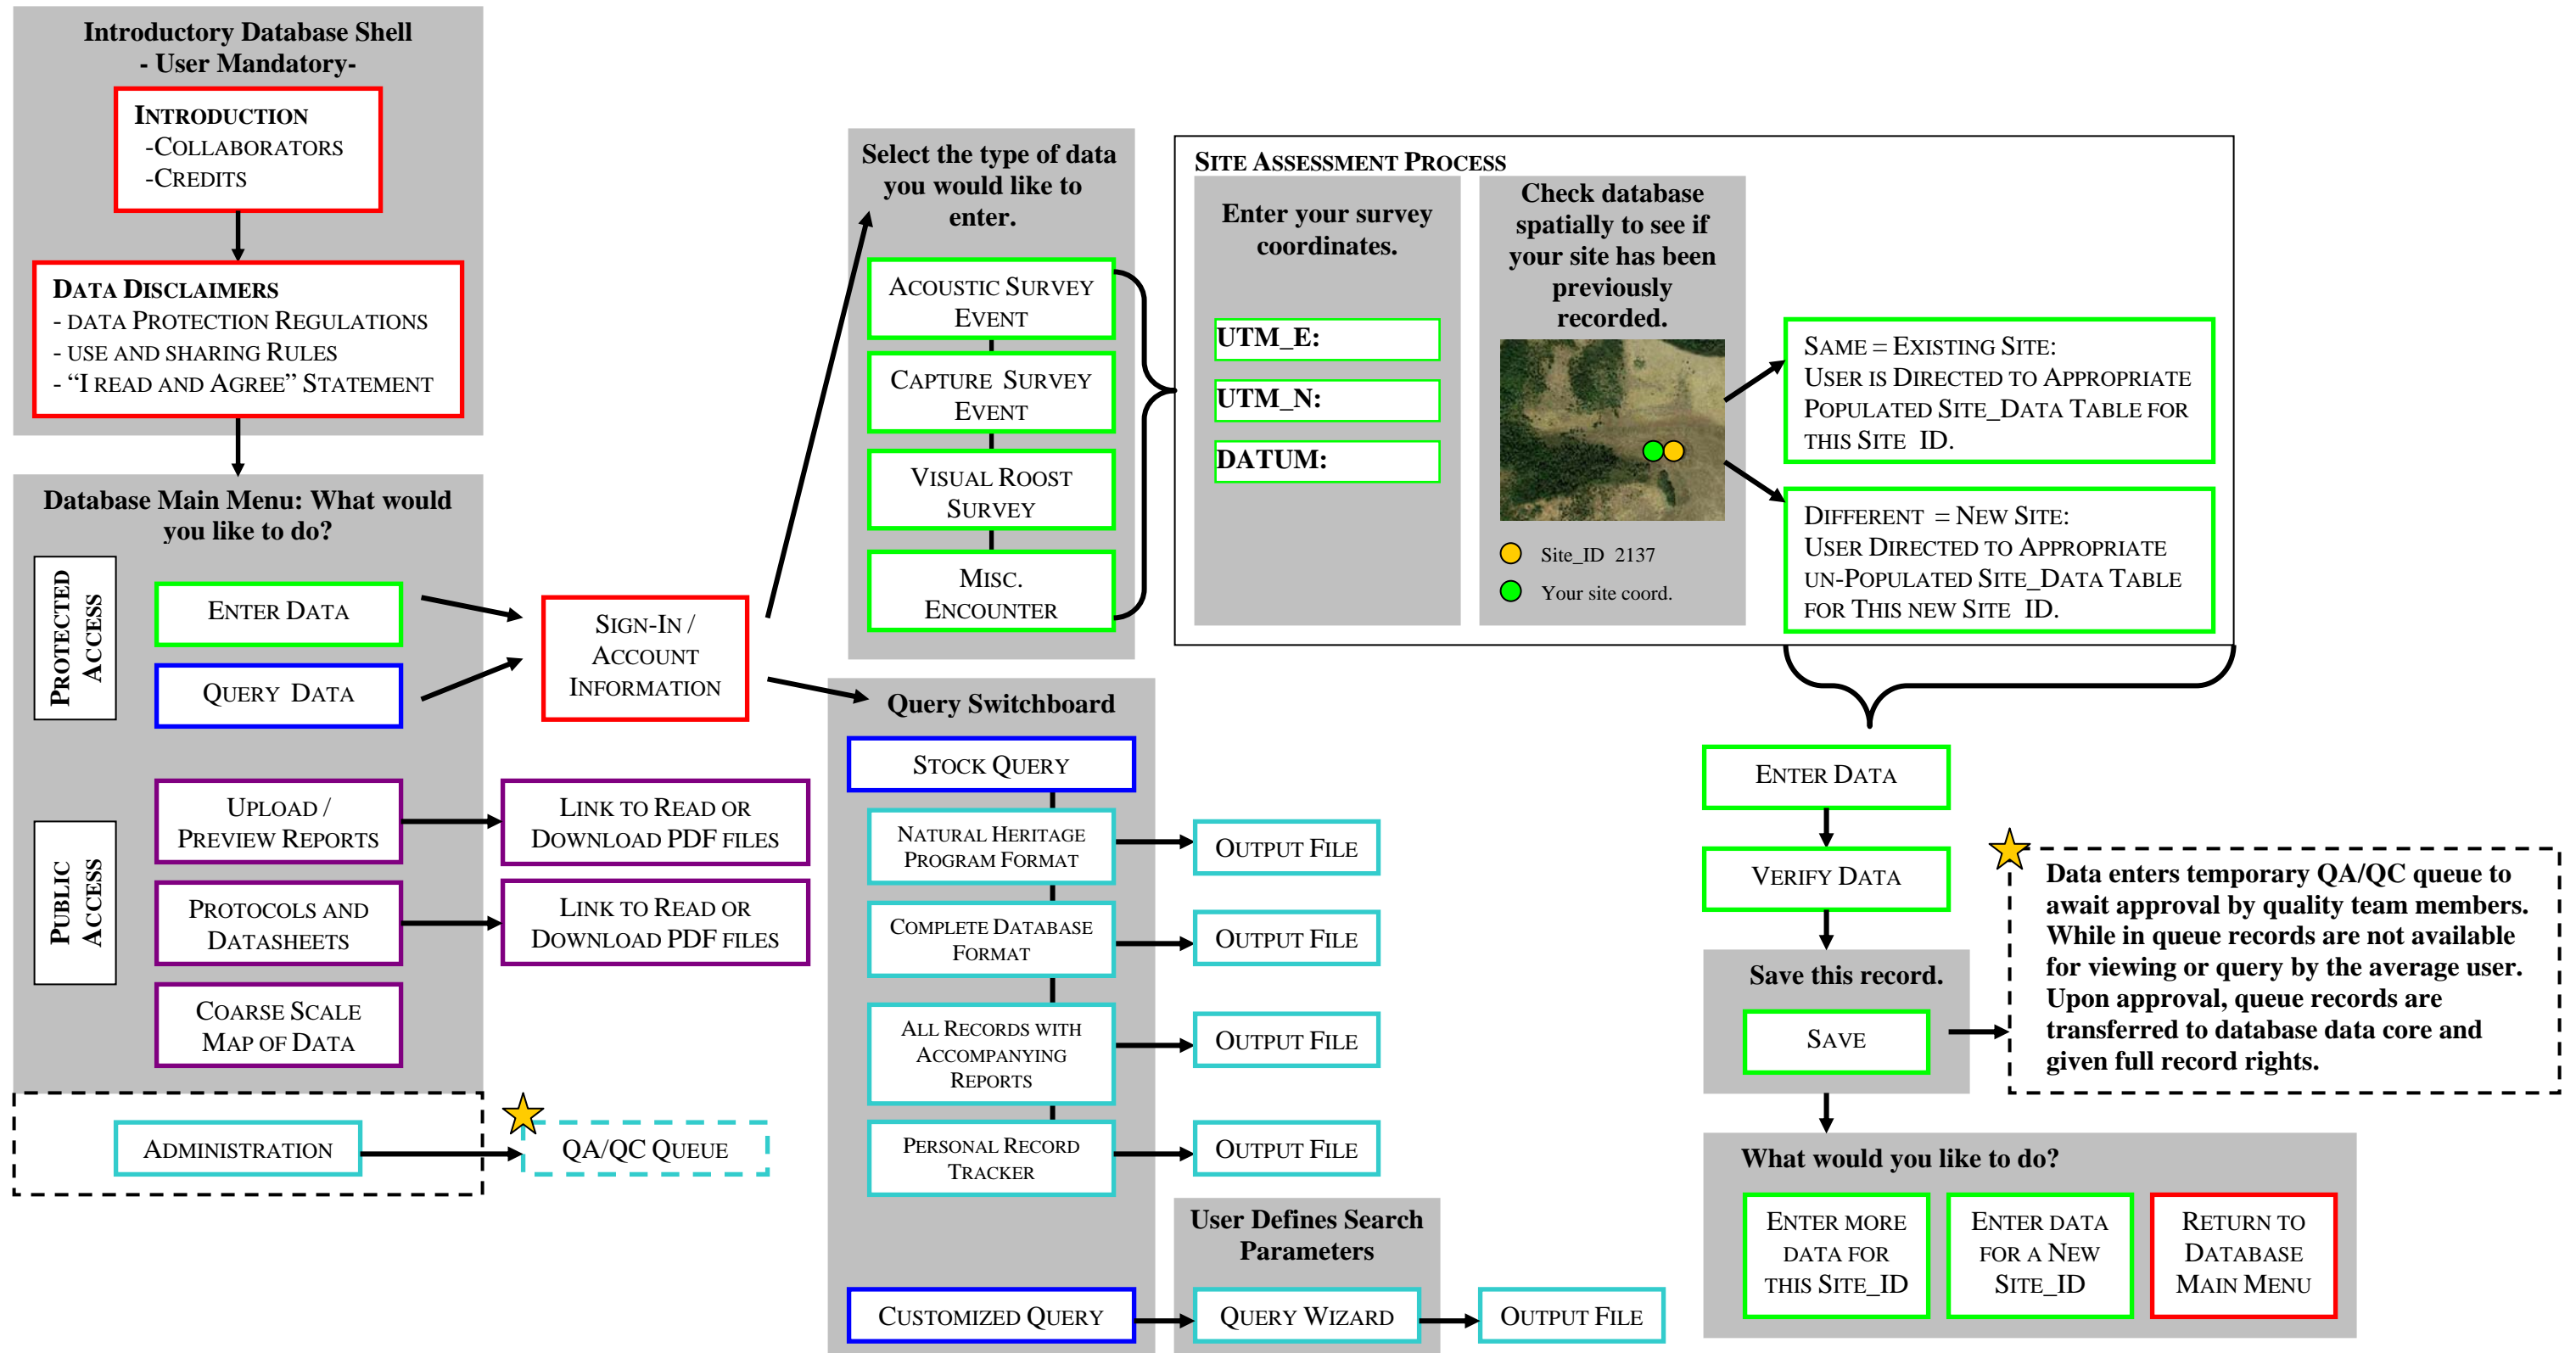 Introductory Database Shell
- User Mandatory-
INTRODUCTION
-COLLABORATORS
-CREDITS
DATA DISCLAIMERS
- DATA PROTECTION REGULATIONS
- USE AND SHARING RULES
- “I READ AND AGREE” STATEMENT
Database Main Menu: What would
you like to do?
PROTECTED
ACCESS
ENTER DATA
QUERY DATA
PUBLIC
ACCESS
UPLOAD /
PREVIEW REPORTS
LINK TO READ OR
DOWNLOAD PDF FILES
PROTOCOLS AND
DATASHEETS
LINK TO READ OR
DOWNLOAD PDF FILES
COARSE SCALE
MAP OF DATA
ADMINISTRATION
QA/QC QUEUE
SIGN-IN /
ACCOUNT
INFORMATION
Select the type of data
you would like to
enter.
ACOUSTIC SURVEY
EVENT
CAPTURE SURVEY
EVENT
VISUAL ROOST
SURVEY
MISC.
ENCOUNTER
SITE ASSESSMENT PROCESS
Enter your survey
coordinates.
UTM_E:
UTM_N:
DATUM:
Check database
spatially to see if
your site has been
previously
recorded.
Site_ID 2137
Your site coord.
SAME = EXISTING SITE:
USER IS DIRECTED TO APPROPRIATE
POPULATED SITE_DATA TABLE FOR
THIS SITE ID.
DIFFERENT = NEW SITE:
USER DIRECTED TO APPROPRIATE
UN-POPULATED SITE_DATA TABLE
FOR THIS NEW SITE ID.
Query Switchboard
STOCK QUERY
NATURAL HERITAGE
PROGRAM FORMAT
OUTPUT FILE
COMPLETE DATABASE
FORMAT
OUTPUT FILE
ALL RECORDS WITH
ACCOMPANYING
REPORTS
OUTPUT FILE
PERSONAL RECORD
TRACKER
OUTPUT FILE
User Defines Search
Parameters
CUSTOMIZED QUERY
QUERY WIZARD
OUTPUT FILE
ENTER DATA
VERIFY DATA
Save this record.
SAVE
Data enters temporary QA/QC queue to
await approval by quality team members.
While in queue records are not available
for viewing or query by the average user.
Upon approval, queue records are
transferred to database data core and
given full record rights.
What would you like to do?
ENTER MORE
DATA FOR
THIS SITE_ID
ENTER DATA
FOR A NEW
SITE_ID
RETURN TO
DATABASE
MAIN MENU